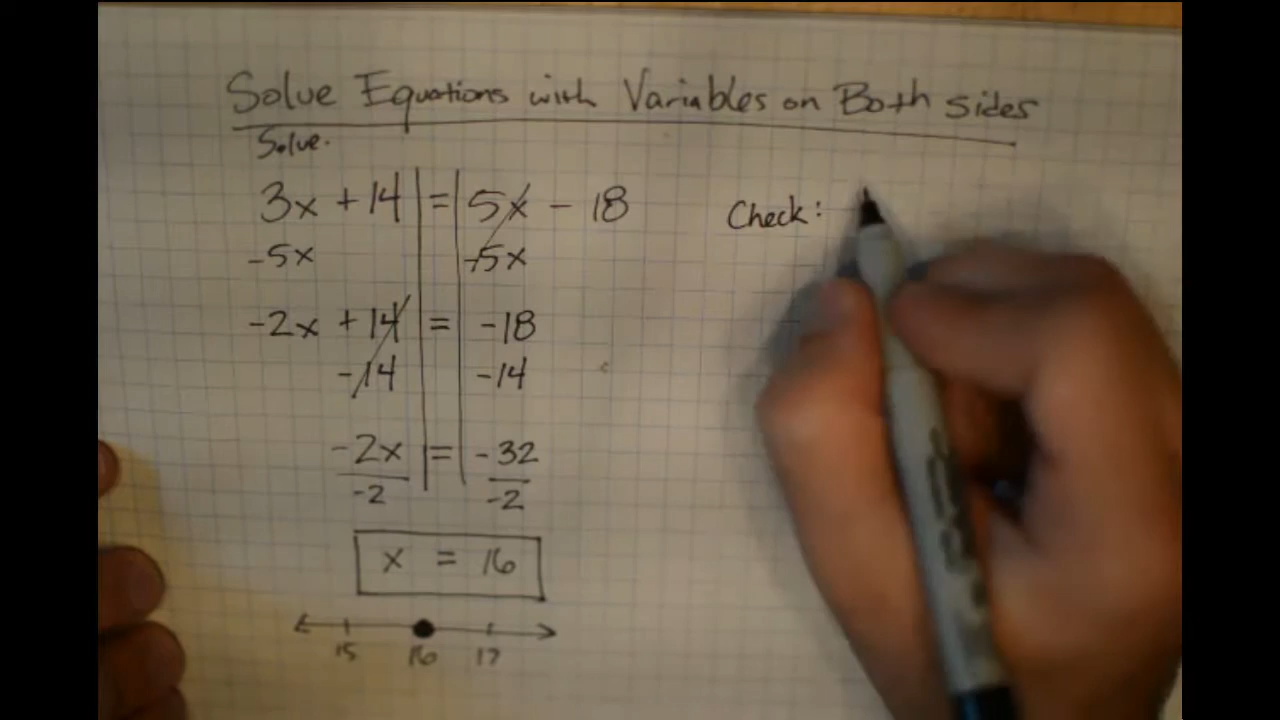 Solve Equations with Variables on Both sides
Solve.
3x + 14 = 5x - 18
-5x -5x
Check:
-2x + 14 = -18
-14 -14
-2x = -32
-2 -2
x = 16
15 16 17